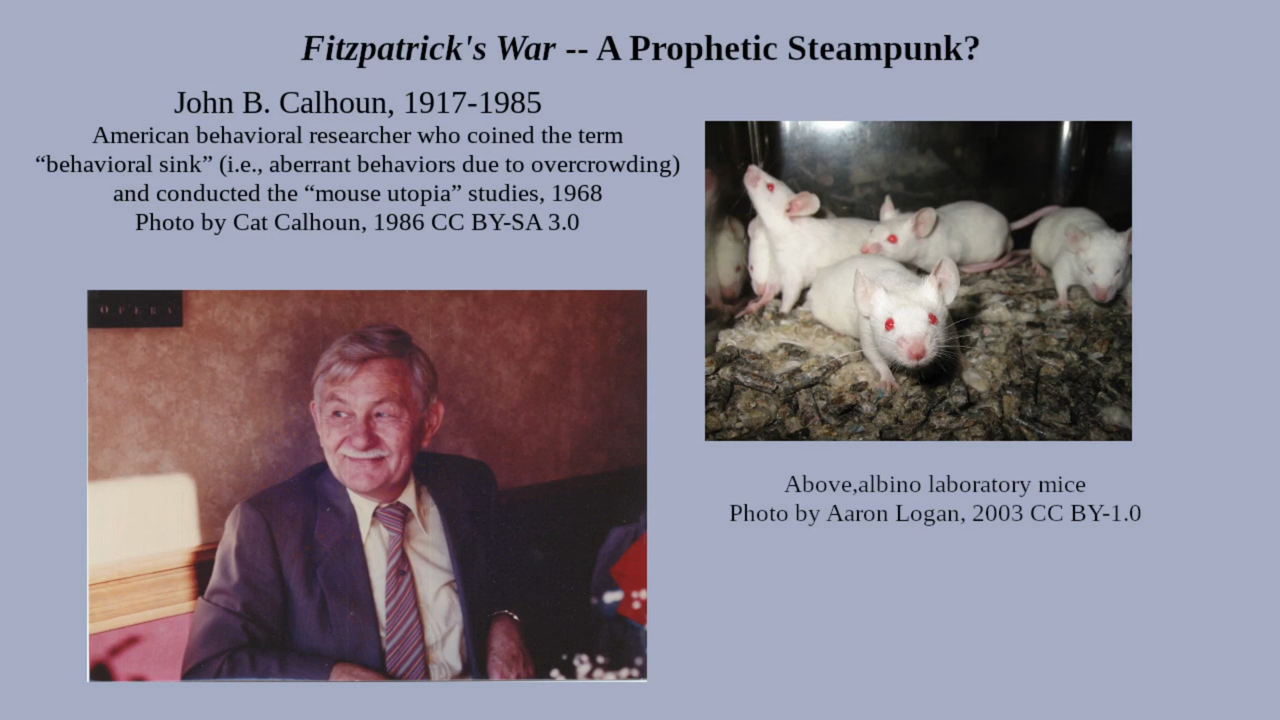 Fitzpatrick's War -- A Prophetic Steampunk?
John B. Calhoun, 1917-1985
American behavioral researcher who coined the term
“behavioral sink” (i.e., aberrant behaviors due to overcrowding)
and conducted the “mouse utopia” studies, 1968
Photo by Cat Calhoun, 1986 CC BY-SA 3.0
OPERA
Above,albino laboratory mice
Photo by Aaron Logan, 2003 CC BY-1.0